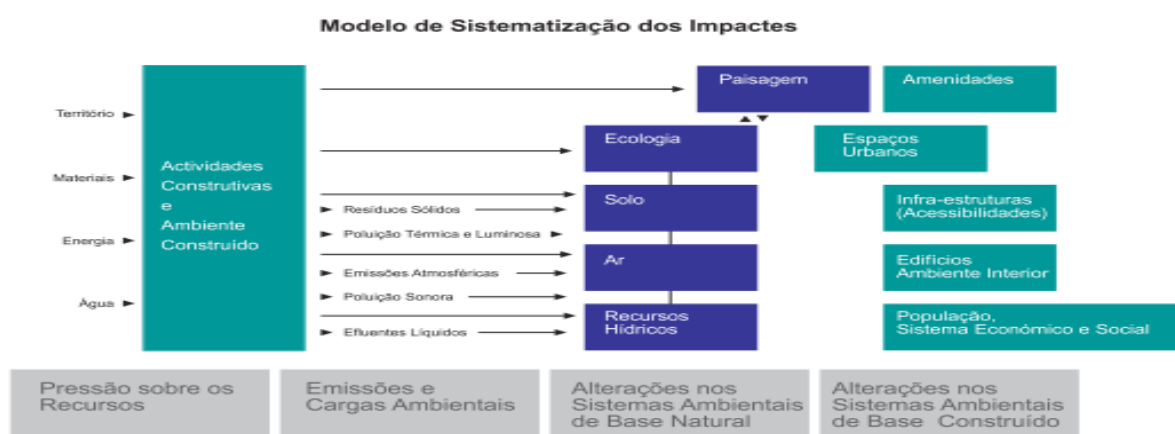 Modelo de Sistematização dos Impactes
Território
Materiais
Energia
Água
Actividades
Construtivas
e
Ambiente
Construído
Resíduos Sólidos
Poluição Térmica e Luminosa
Emissões Atmosféricas
Poluição Sonora
Efluentes Líquidos
Paisagem
Ecologia
Solo
Ar
Recursos
Hídricos
Amenidades
Espaços
Urbanos
Infra-estruturas
(Acessibilidades)
Edifícios
Ambiente Interior
População,
Sistema Económico e Social
Pressão sobre os
Recursos
Emissões e
Cargas Ambientais
Alterações nos
Sistemas Ambientais
de Base Natural
Alterações nos
Sistemas Ambientais
de Base Construído